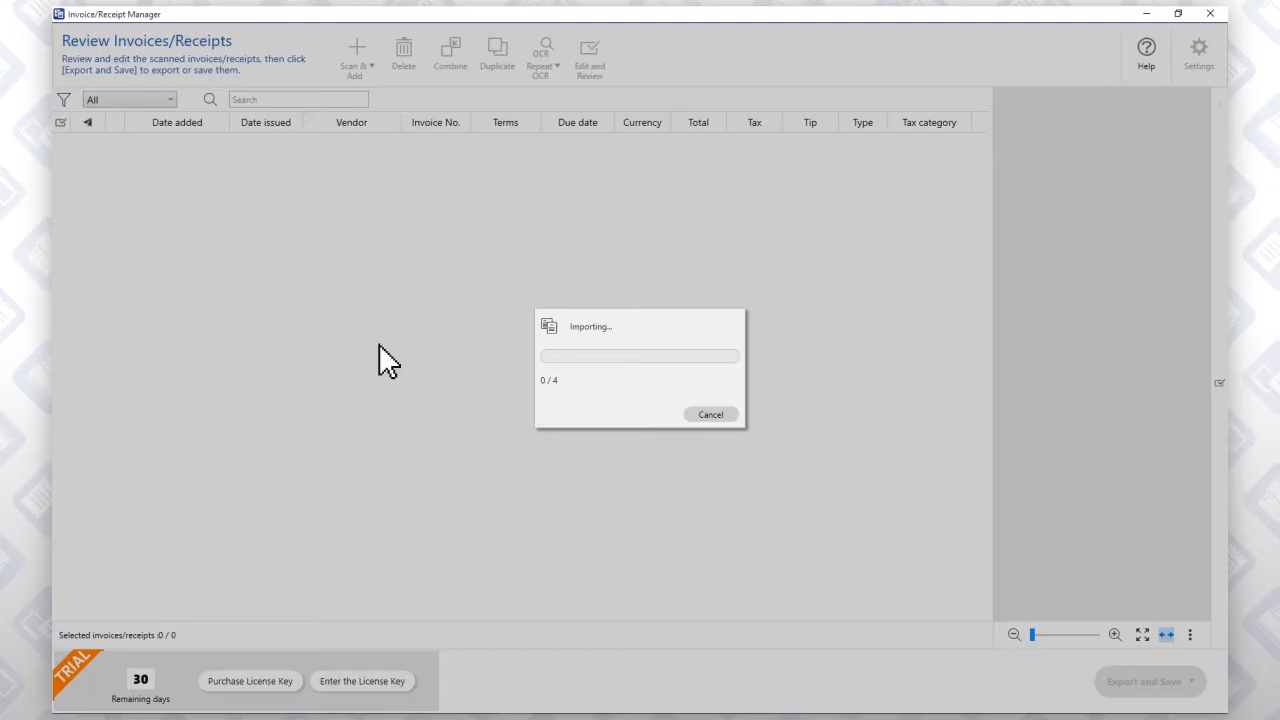 Invoice/Receipt Manager
Review Invoices/Receipts
Review and edit the scanned invoices/receipts, then click
[Export and Save] to export or save them.
Scan &
Add
Delete
Combine
Duplicate
OCR
Repeat
OCR
Edit and
Review
Help
Settings
All
Search
Date added
Date issued
Vendor
Invoice No.
Terms
Due date
Currency
Total
Tax
Tip
Type
Tax category
Importing...
0 / 4
Cancel
Selected invoices/receipts :0 / 0
TRIAL
30
Remaining days
Purchase License Key
Enter the License Key
Export and Save